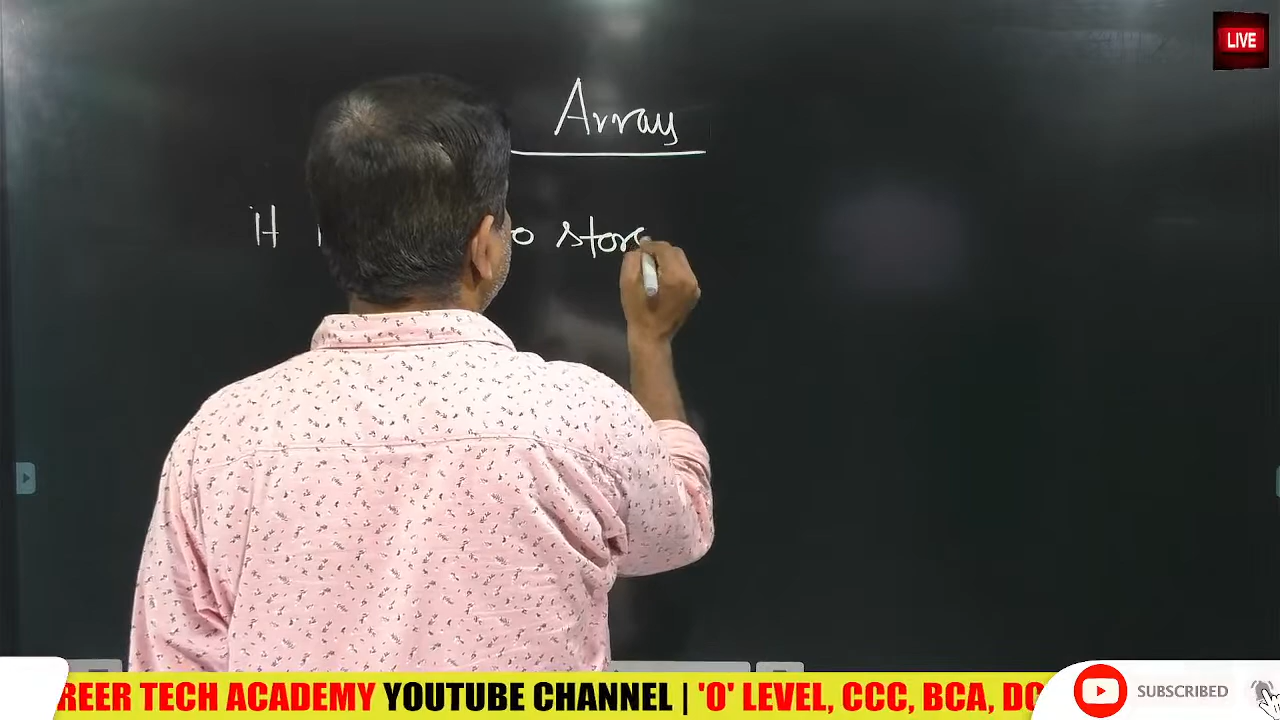 LIVE
Array
it
store
REER TECH ACADEMY YOUTUBE CHANNEL | 'O' LEVEL, CCC, BCA, DC
SUBSCRIBED